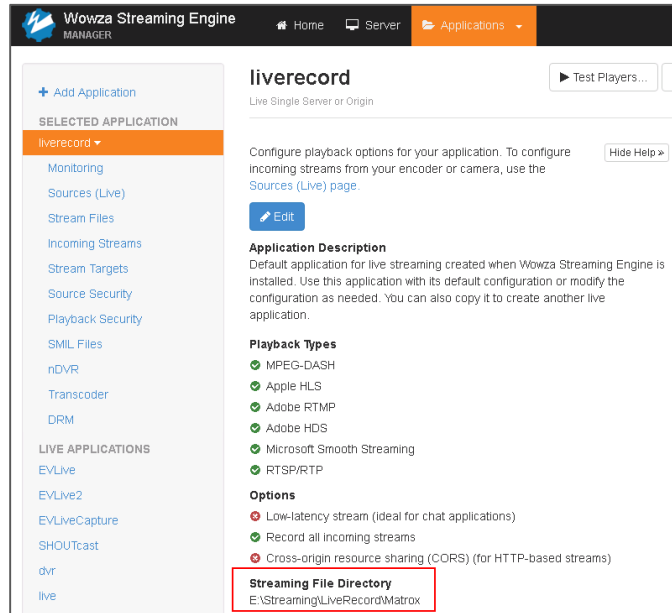 Wowza Streaming Engine
MANAGER
Home
Server
Applications
+ Add Application
SELECTED APPLICATION
liverecord
Monitoring
Sources (Live)
Stream Files
Incoming Streams
Stream Targets
Source Security
Playback Security
SMIL Files
nDVR
Transcoder
DRM
LIVE APPLICATIONS
EVLive
EVLive2
EVLiveCapture
SHOUTcast
dvr
live
liverecord
Live Single Server or Origin
Test Players...
Configure playback options for your application. To configure
incoming streams from your encoder or camera, use the
Sources (Live) page.
Hide Help »
Edit
Application Description
Default application for live streaming created when Wowza Streaming Engine is
installed. Use this application with its default configuration or modify the
configuration as needed. You can also copy it to create another live
application.
Playback Types
MPEG-DASH
Apple HLS
Adobe RTMP
Adobe HDS
Microsoft Smooth Streaming
RTSP/RTP
Options
Low-latency stream (ideal for chat applications)
Record all incoming streams
Cross-origin resource sharing (CORS) (for HTTP-based streams)
Streaming File Directory
E:\Streaming\LiveRecord\Matrox